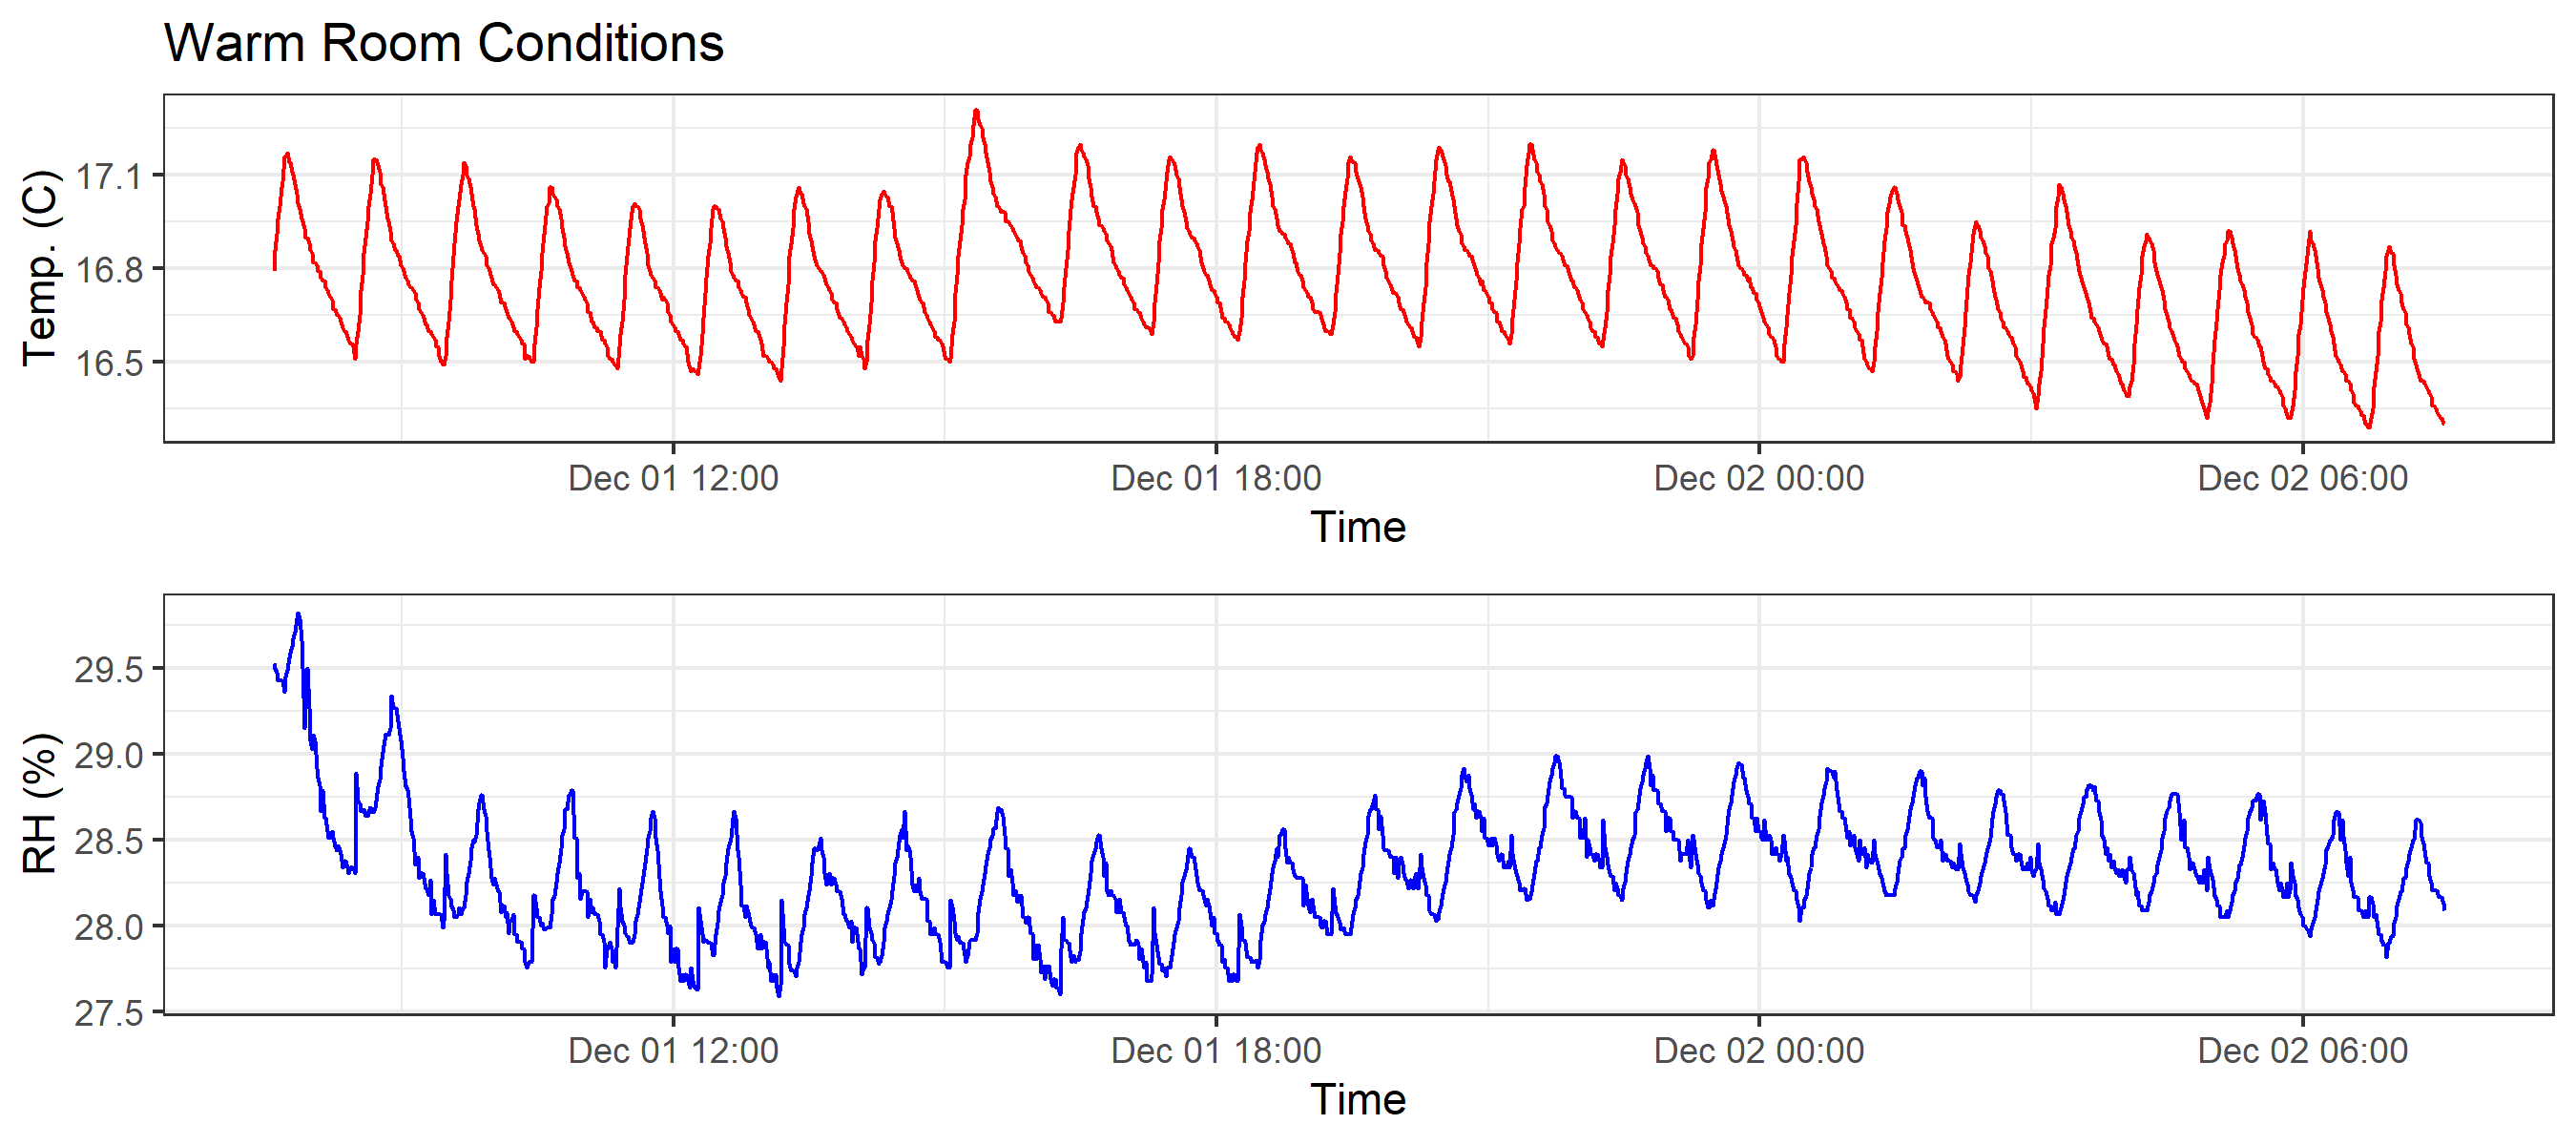 Warm Room Conditions
Temp. (C)
17.1
16.8
16.5
Dec 01 12:00 Dec 01 18:00 Dec 02 00:00 Dec 02 06:00
Time
RH (%)
29.5
29.0
28.5
28.0
27.5
Dec 01 12:00 Dec 01 18:00 Dec 02 00:00 Dec 02 06:00
Time